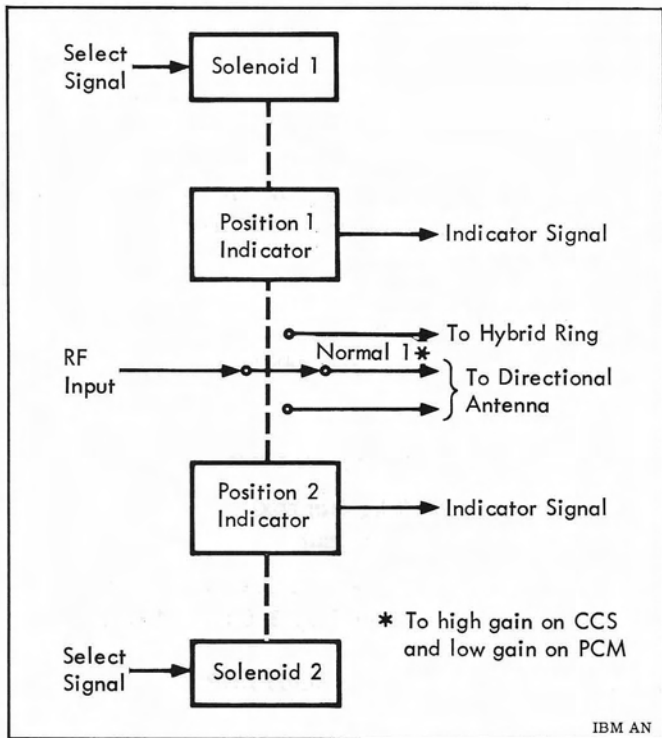 Select
Signal
Solenoid 1
Position 1
Indicator
Indicator Signal
To Hybrid Ring
Normal 1*
RF
Input
To Directional
Antenna
Position 2
Indicator
Indicator Signal
* To high gain on CCS
and low gain on PCM
Select
Signal
Solenoid 2
IBM AN